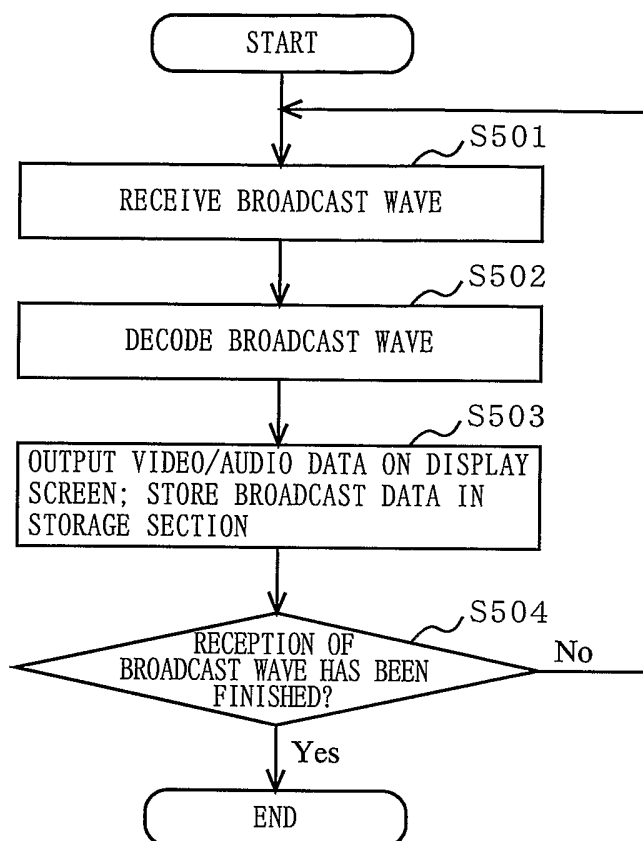 START
S501
RECEIVE BROADCAST WAVE
S502
DECODE BROADCAST WAVE
S503
OUTPUT VIDEO/AUDIO DATA ON DISPLAY
SCREEN; STORE BROADCAST DATA IN
STORAGE SECTION
S504
RECEPTION OF
BROADCAST WAVE HAS BEEN
FINISHED?
No
Yes
END